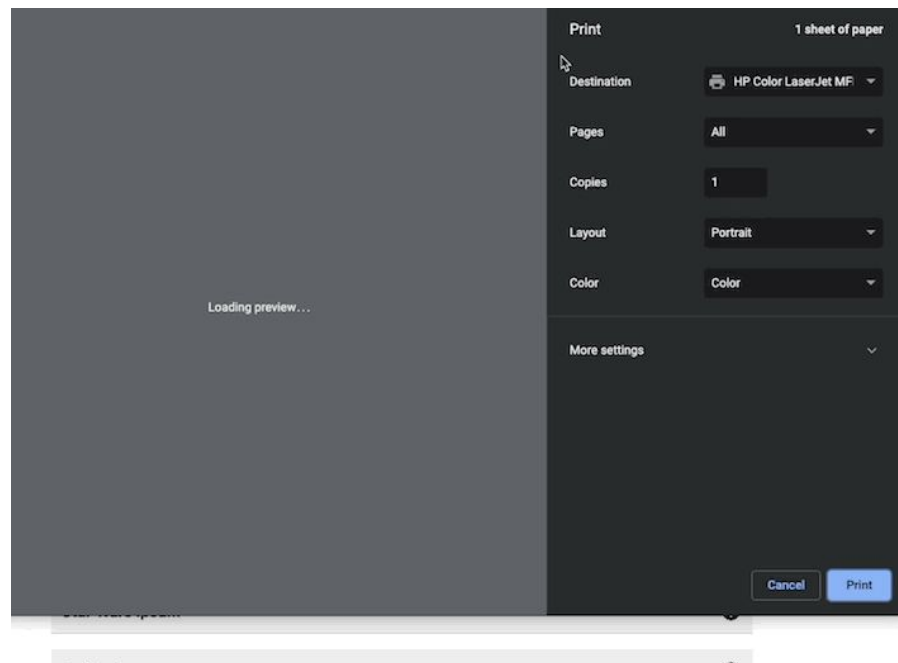 Print
1 sheet of paper
Destination
HP Color LaserJet MF
Pages
All
Copies
1
Layout
Portrait
Color
Color
Loading preview...
More settings
Cancel
Print